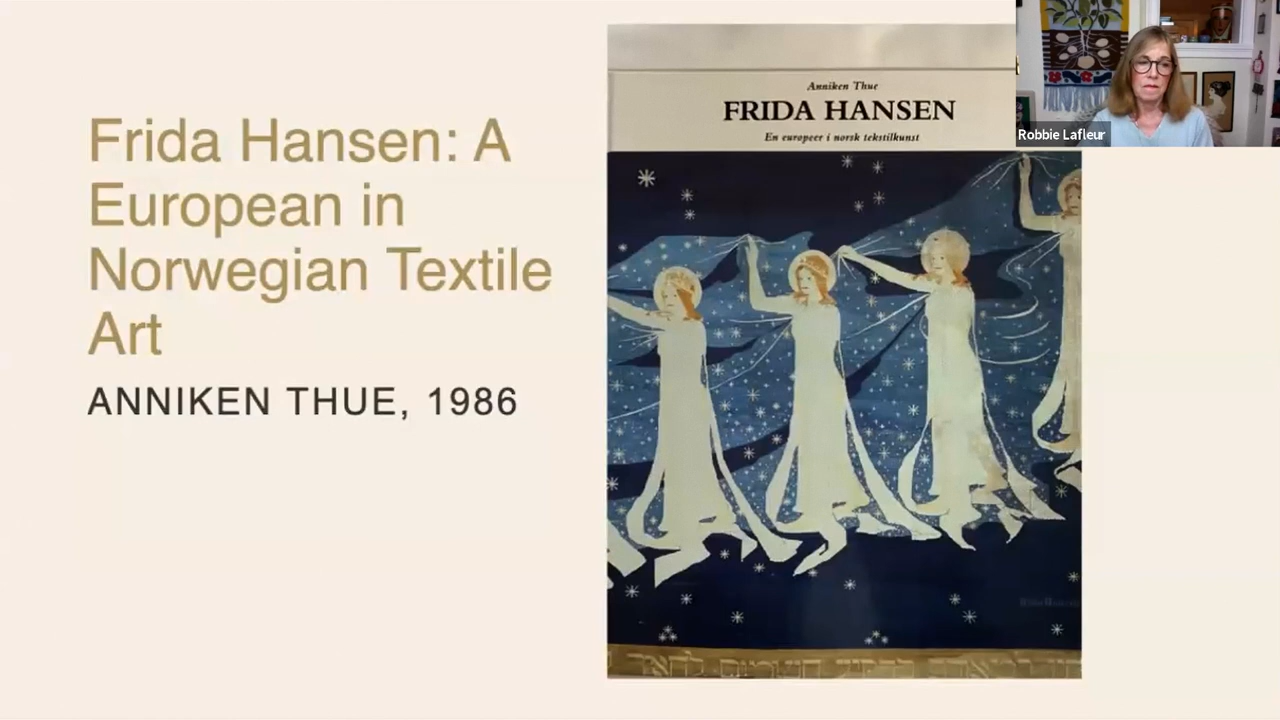 Frida Hansen: A
European in
Norwegian Textile
Art
ANNIKEN THUE, 1986
Anniken Thue
FRIDA HANSEN
En europeer i norsk tekstilkunst
Robbie Lafleur